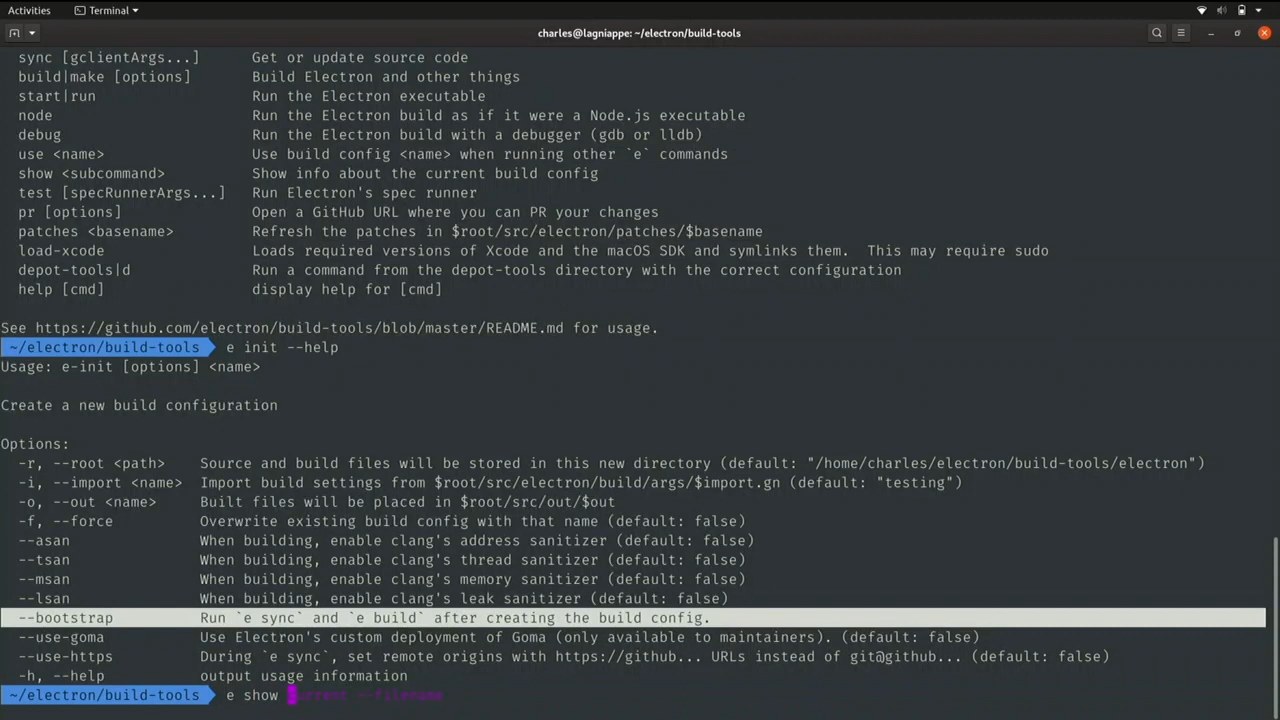 Activities Terminal
charles@lagniappe: ~/electron/build-tools
sync [gclientArgs...] Get or update source code
build|make [options] Build Electron and other things
start|run Run the Electron executable
node Run the Electron build as if it were a Node.js executable
debug Run the Electron build with a debugger (gdb or lldb)
use <name> Use build config <name> when running other `e` commands
show <subcommand> Show info about the current build config
test [specRunnerArgs...] Run Electron's spec runner
pr [options] Open a GitHub URL where you can PR your changes
patches <basename> Refresh the patches in $root/src/electron/patches/$basename
load-xcode Loads required versions of Xcode and the macOS SDK and symlinks them.  This may require sudo
depot-tools|d Run a command from the depot-tools directory with the correct configuration
help [cmd] display help for [cmd]
See https://github.com/electron/build-tools/blob/master/README.md for usage.
~/electron/build-tools e init --help
Usage: e-init [options] <name>
Create a new build configuration
Options:
-r, --root <path> Source and build files will be stored in this new directory (default: "/home/charles/electron/build-tools/electron")
-i, --import <name> Import build settings from $root/src/electron/build/args/$import.gn (default: "testing")
-o, --out <name> Built files will be placed in $root/src/out/$out
-f, --force Overwrite existing build config with that name (default: false)
--asan When building, enable clang's address sanitizer (default: false)
--tsan When building, enable clang's thread sanitizer (default: false)
--msan When building, enable clang's memory sanitizer (default: false)
--lsan When building, enable clang's leak sanitizer (default: false)
--bootstrap Run `e sync` and `e build` after creating the build config.
--use-goma Use Electron's custom deployment of Goma (only available to maintainers). (default: false)
--use-https During `e sync`, set remote origins with https://github... URLs instead of git@github... (default: false)
-h, --help output usage information
~/electron/build-tools e show current --filename